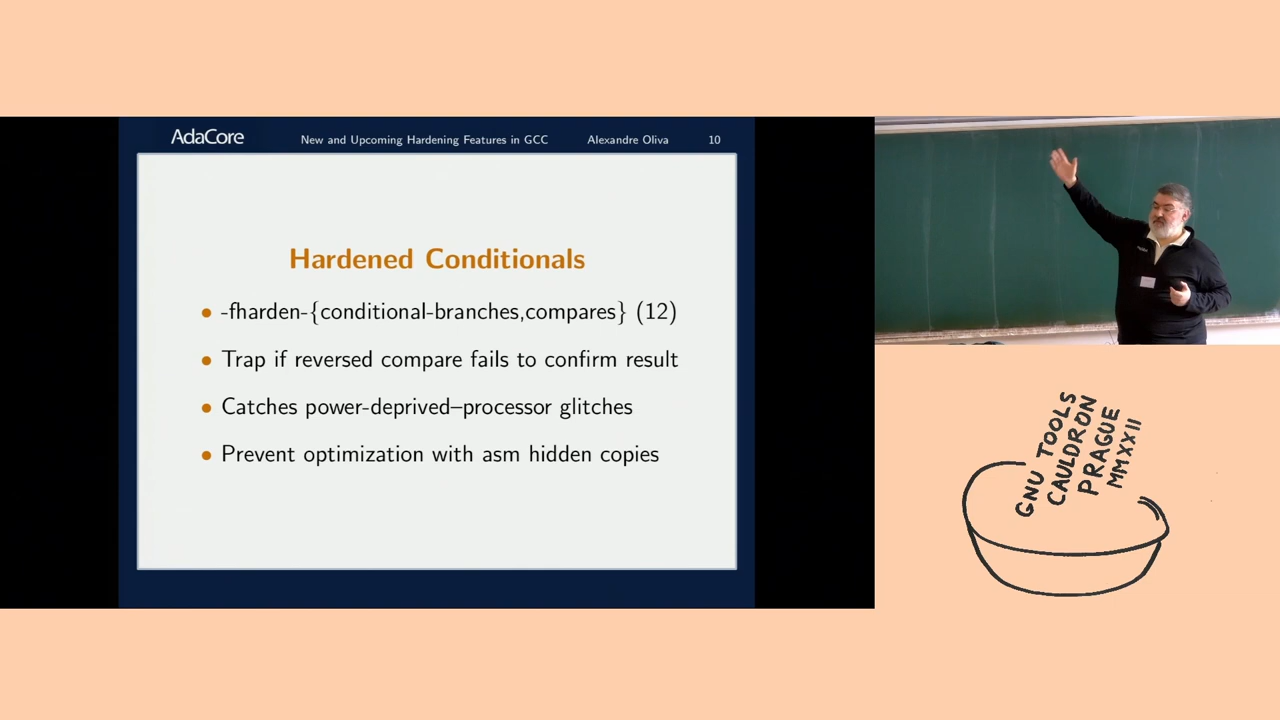 AdaCore New and Upcoming Hardening Features in GCC Alexandre Oliva 10
Hardened Conditionals
• -fharden-{conditional-branches,compares} (12)
• Trap if reversed compare fails to confirm result
• Catches power-deprived–processor glitches
• Prevent optimization with asm hidden copies
GNU TOOLS
CAULDRON
PRAGUE
MMXXII